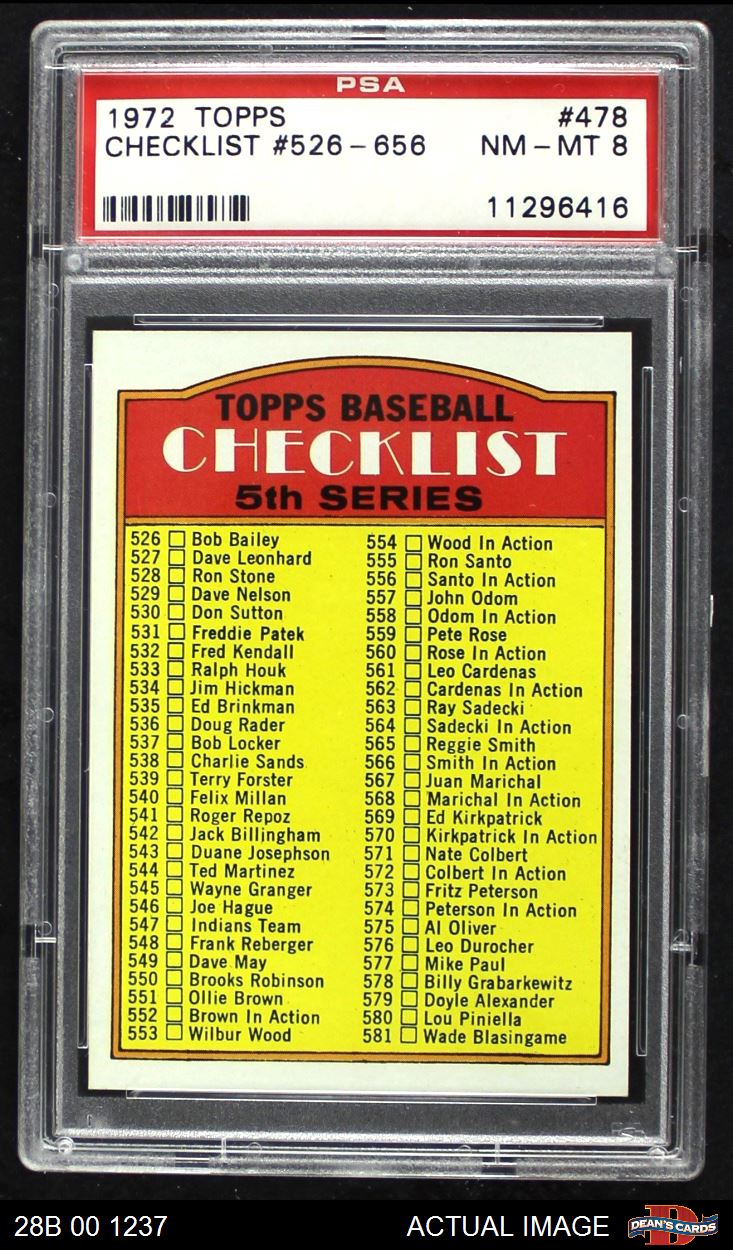 PSA
1972 TOPPS #478
CHECKLIST #526-656 NM-MT 8
11296416
TOPPS BASEBALL
CHECKLIST
5th SERIES
526 Bob Bailey
527 Dave Leonhard
528 Ron Stone
529 Dave Nelson
530 Don Sutton
531 Freddie Patek
532 Fred Kendall
533 Ralph Houk
534 Jim Hickman
535 Ed Brinkman
536 Doug Rader
537 Bob Locker
538 Charlie Sands
539 Terry Forster
540 Felix Millan
541 Roger Repoz
542 Jack Billingham
543 Duane Josephson
544 Ted Martinez
545 Wayne Granger
546 Joe Hague
547 Indians Team
548 Frank Reberger
549 Dave May
550 Brooks Robinson
551 Ollie Brown
552 Brown In Action
553 Wilbur Wood
554 Wood In Action
555 Ron Santo
556 Santo In Action
557 John Odom
558 Odom In Action
559 Pete Rose
560 Rose In Action
561 Leo Cardenas
562 Cardenas In Action
563 Ray Sadecki
564 Sadecki In Action
565 Reggie Smith
566 Smith In Action
567 Juan Marichal
568 Marichal In Action
569 Ed Kirkpatrick
570 Kirkpatrick In Action
571 Nate Colbert
572 Colbert In Action
573 Fritz Peterson
574 Peterson In Action
575 Al Oliver
576 Leo Durocher
577 Mike Paul
578 Billy Grabarkewitz
579 Doyle Alexander
580 Lou Piniella
581 Wade Blasingame
28B 00 1237 ACTUAL IMAGE DEAN'S CARDS